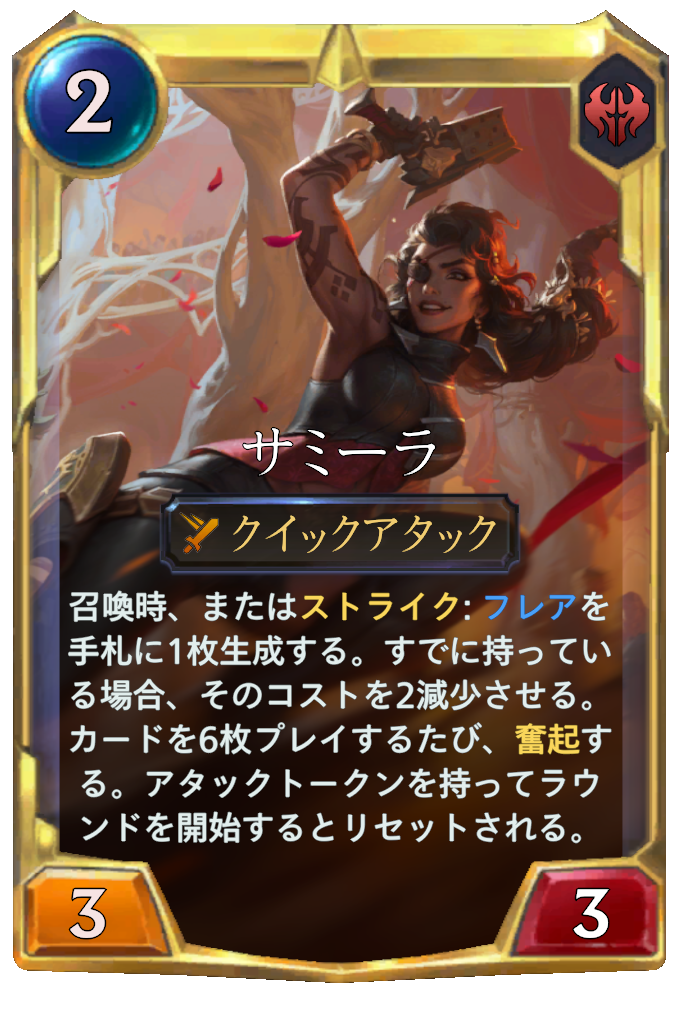 2
サミーラ
クイックアタック
召喚時、またはストライク: フレアを
手札に1枚生成する。すでに持ってい
る場合、そのコストを2減少させる。
カードを6枚プレイするたび、奮起す
る。アタックトークンを持ってラウ
ンドを開始するとリセットされる。
3
3